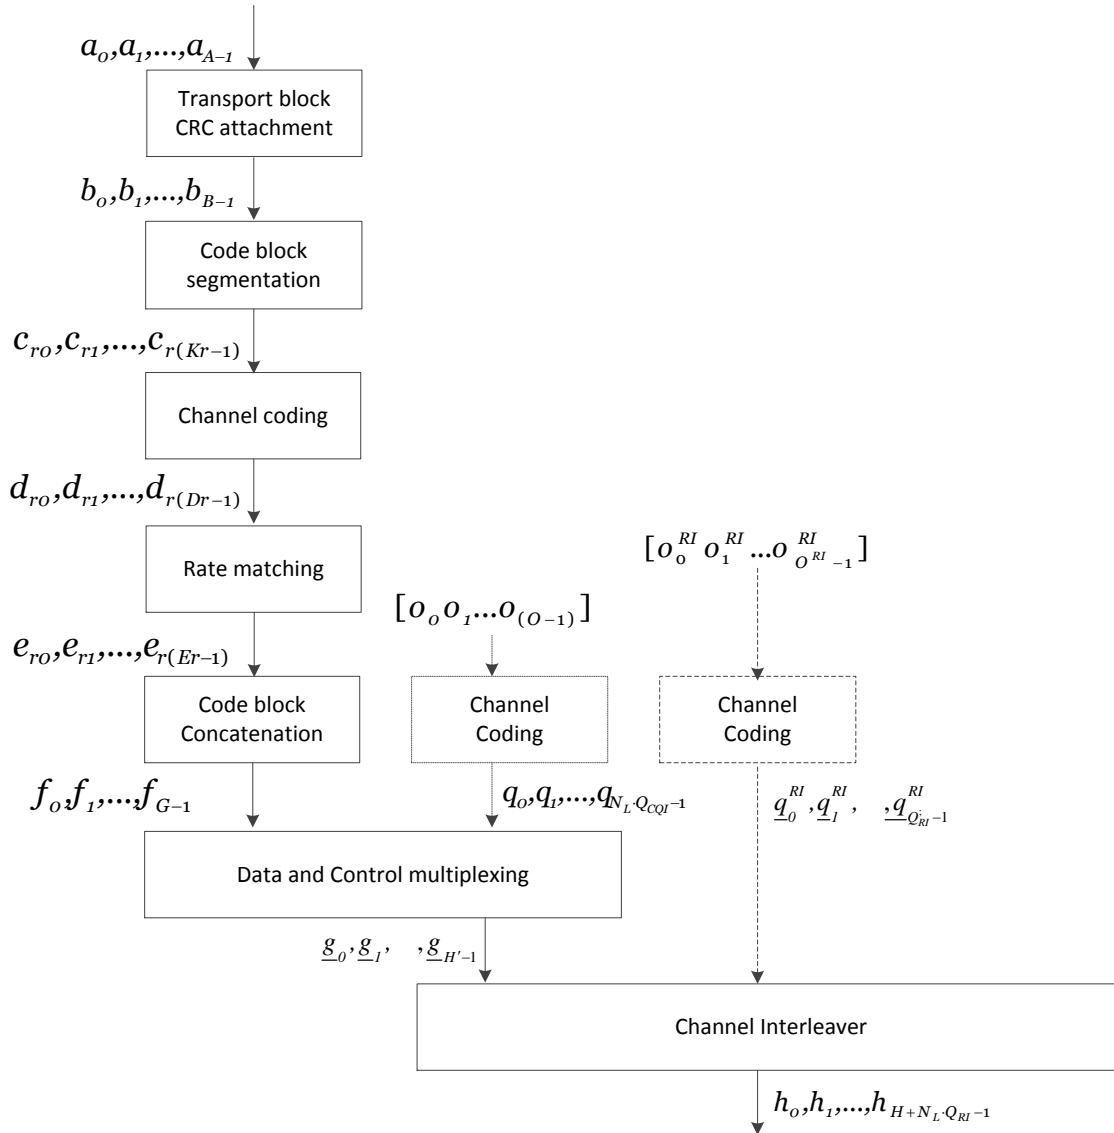 a_0,a_1,...,a_{A-1}
Transport block
CRC attachment
b_0,b_1,...,b_{B-1}
Code block
segmentation
c_{r0},c_{r1},...,c_{r(Kr-1)}
Channel coding
d_{r0},d_{r1},...,d_{r(Dr-1)}
Rate matching
[o_0^{RI} o_1^{RI}...o_{O^{RI}-1}^{RI}]
[o_0 o_1...o_{(O-1)}]
e_{r0},e_{r1},...,e_{r(Er-1)}
Code block
Concatenation
Channel
Coding
Channel
Coding
f_0,f_1,...,f_{G-1}
q_0,q_1,...,q_{N_L·Q_{CQI}-1}
q_0^{RI},q_1^{RI}, ,q_{Q'_{RI}-1}^{RI}
Data and Control multiplexing
g_0,g_1, ,g_{H'-1}
Channel Interleaver
h_0,h_1,...,h_{H+N_L·Q_{RI}-1}